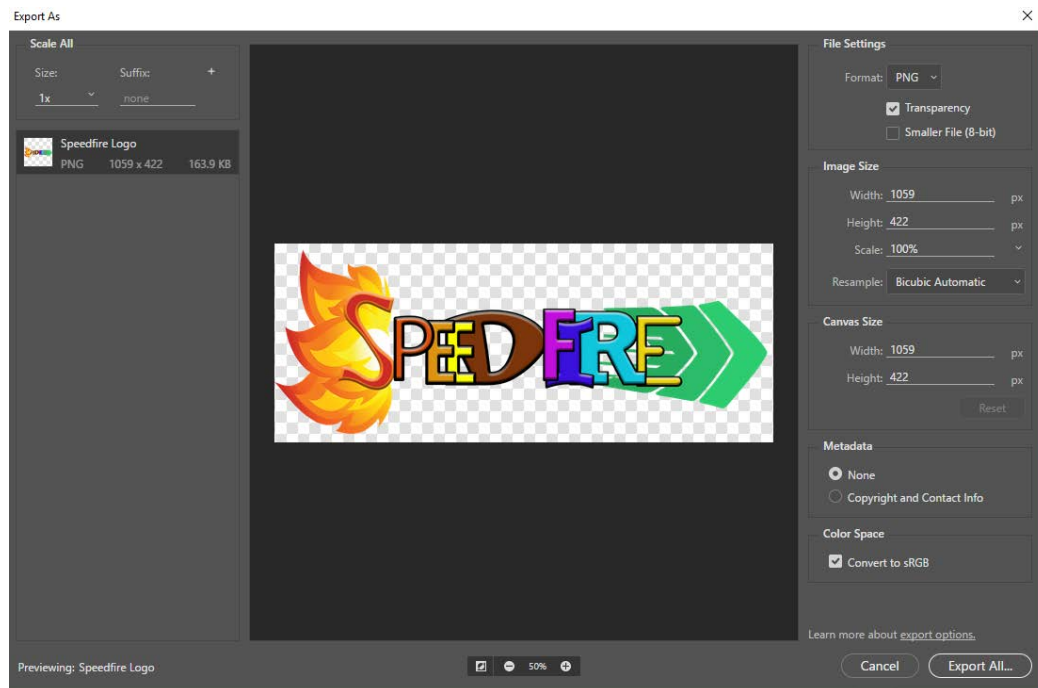 Export As
Scale All
Size: Suffix:
1x none
Speedfire Logo
PNG 1059 x 422 163.9 KB
SPEEDFIRE
Previewing: Speedfire Logo
50%
File Settings
Format: PNG
Transparency
Smaller File (8-bit)
Image Size
Width: 1059 px
Height: 422 px
Scale: 100%
Resample: Bicubic Automatic
Canvas Size
Width: 1059 px
Height: 422 px
Reset
Metadata
None
Copyright and Contact Info
Color Space
Convert to sRGB
Learn more about export options.
Cancel Export All...